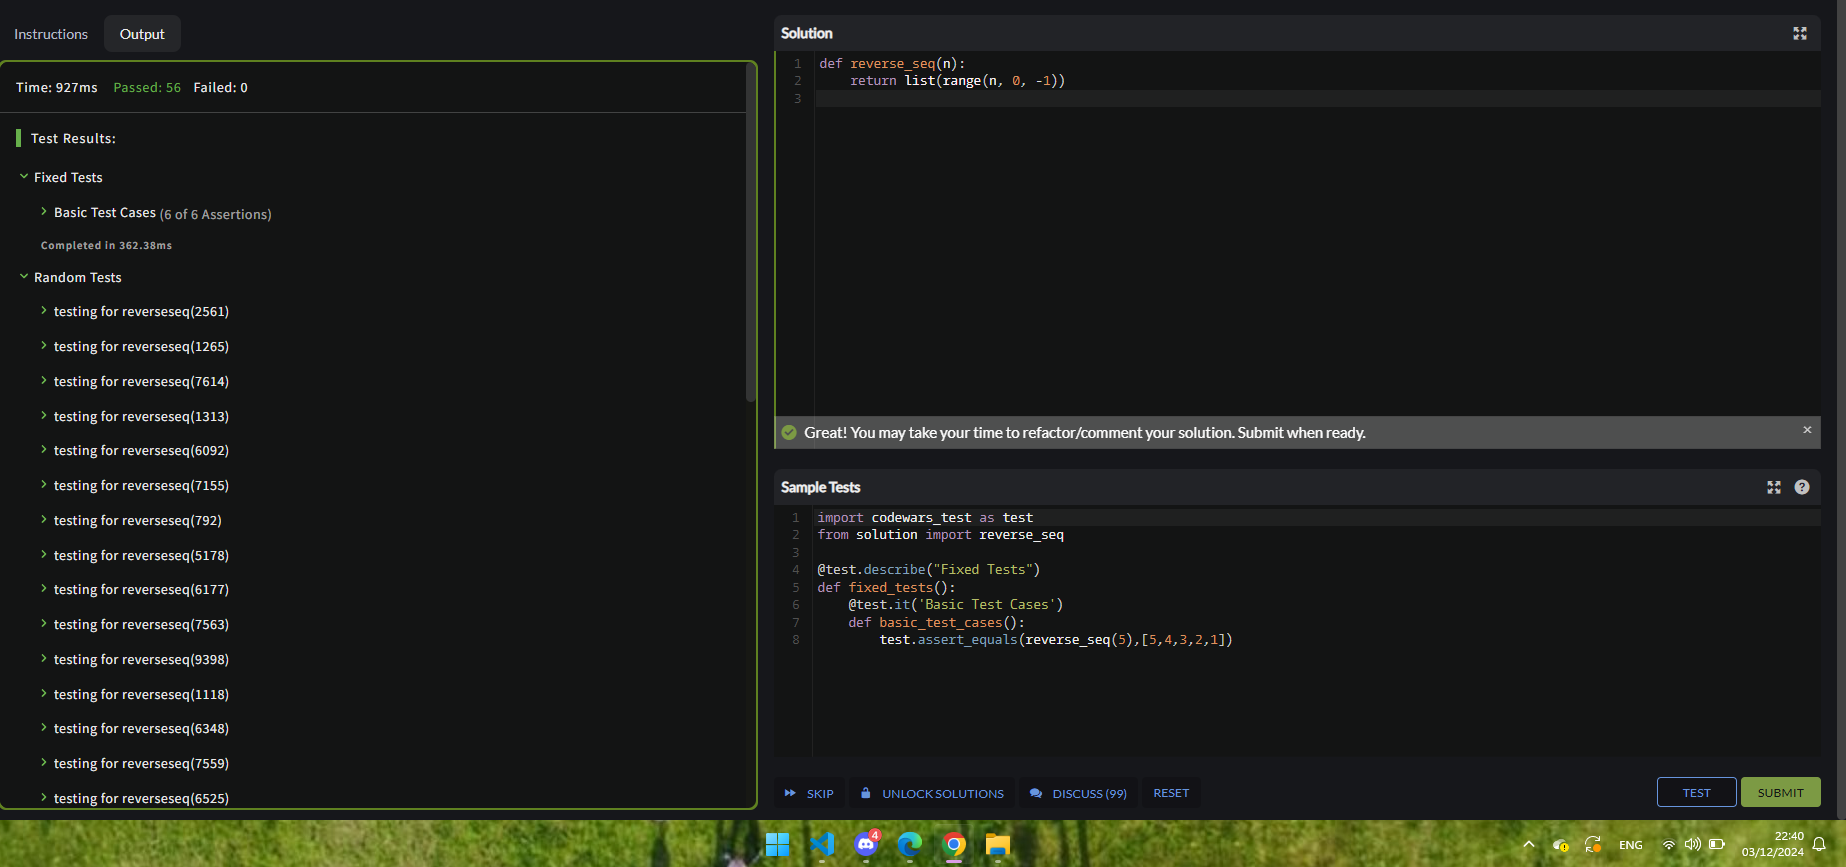 Instructions
Output
Time: 927ms Passed: 56 Failed: 0
Test Results:
Fixed Tests
Basic Test Cases (6 of 6 Assertions)
Completed in 362.38ms
Random Tests
testing for reverseseq(2561)
testing for reverseseq(1265)
testing for reverseseq(7614)
testing for reverseseq(1313)
testing for reverseseq(6092)
testing for reverseseq(7155)
testing for reverseseq(792)
testing for reverseseq(5178)
testing for reverseseq(6177)
testing for reverseseq(7563)
testing for reverseseq(9398)
testing for reverseseq(1118)
testing for reverseseq(6348)
testing for reverseseq(7559)
testing for reverseseq(6525)
Solution
1 def reverse_seq(n):
2     return list(range(n, 0, -1))
3
Great! You may take your time to refactor/comment your solution. Submit when ready.
Sample Tests
1 import codewars_test as test
2 from solution import reverse_seq
3
4 @test.describe("Fixed Tests")
5 def fixed_tests():
6     @test.it('Basic Test Cases')
7     def basic_test_cases():
8         test.assert_equals(reverse_seq(5),[5,4,3,2,1])
SKIP
UNLOCK SOLUTIONS
DISCUSS (99)
RESET
TEST
SUBMIT
4
ENG
22:40
03/12/2024